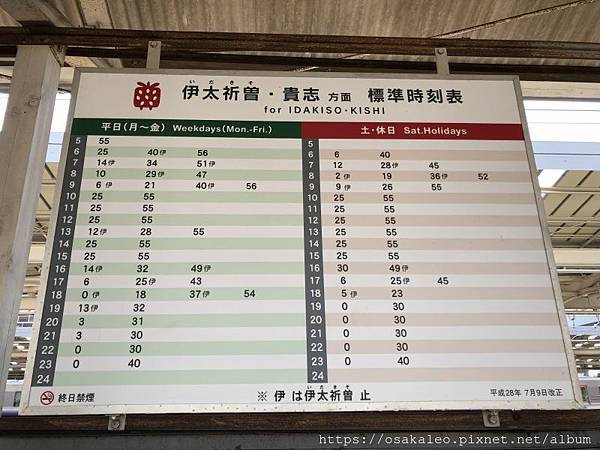 いだきそ
伊太祈曽・貴志 方面 標準時刻表
for IDAKISO・KISHI
平日(月〜金) Weekdays(Mon.-Fri.) 土・休日 Sat.Holidays
5 55 5
6 25 40伊 56 6 6 40
7 14伊 34 51伊 7 12 28伊 45
8 10 29伊 47 8 2伊 19 36伊 52
9 6伊 21 40伊 56 9 9伊 26 55
10 25 55 10 25 55
11 25 55 11 25 55
12 25 55 12 25 55
13 12伊 28 55 13 25 55
14 25 55 14 25 55
15 25 55 15 25 55
16 14伊 32 49伊 16 30 49伊
17 6 25伊 43 17 6 25伊 45
18 0伊 18 37伊 54 18 5伊 23
19 13伊 32 19 0 30
20 3 31 20 0 30
21 3 30 21 0 30
22 0 30 22 0 30
23 0 40 23 0 40
24 24
いだきそ
終日禁煙 ※ 伊 は伊太祈曽 止 平成28年 7月9日改正
https://osakaleo.pixnet.net/album